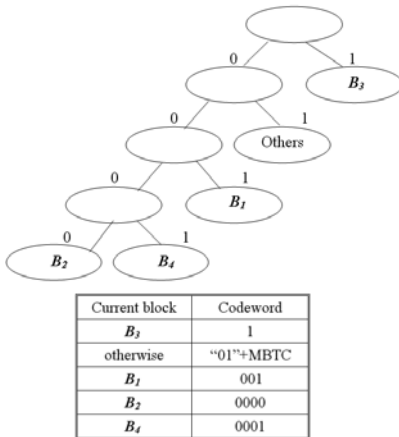 0 1
B3
0 1
Others
0 1
B1
0 1
B2 B4
Current block Codeword
B3 1
otherwise “01”+MBTC
B1 001
B2 0000
B4 0001